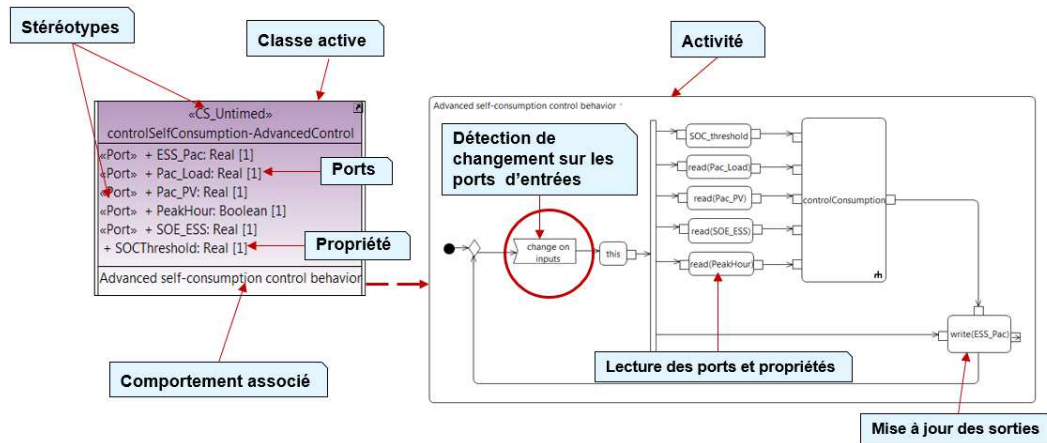 Stéréotypes
Classe active
Activité
«CS_Untimed»
controlSelfConsumption-AdvancedControl
«Port» + ESS_Pac: Real [1]
«Port» + Pac_Load: Real [1]
«Port» + Pac_PV: Real [1]
«Port» + PeakHour: Boolean [1]
«Port» + SOE_ESS: Real [1]
+ SOCThreshold: Real [1]
Advanced self-consumption control behavior
Ports
Propriété
Comportement associé
Advanced self-consumption control behavior
Détection de
changement sur les
ports d'entrées
change on
inputs
this
SOC_threshold
read(Pac_Load)
read(Pac_PV)
read(SOE_ESS)
read(PeakHour)
controlConsumption
write(ESS_Pac)
Lecture des ports et propriétés
Mise à jour des sorties